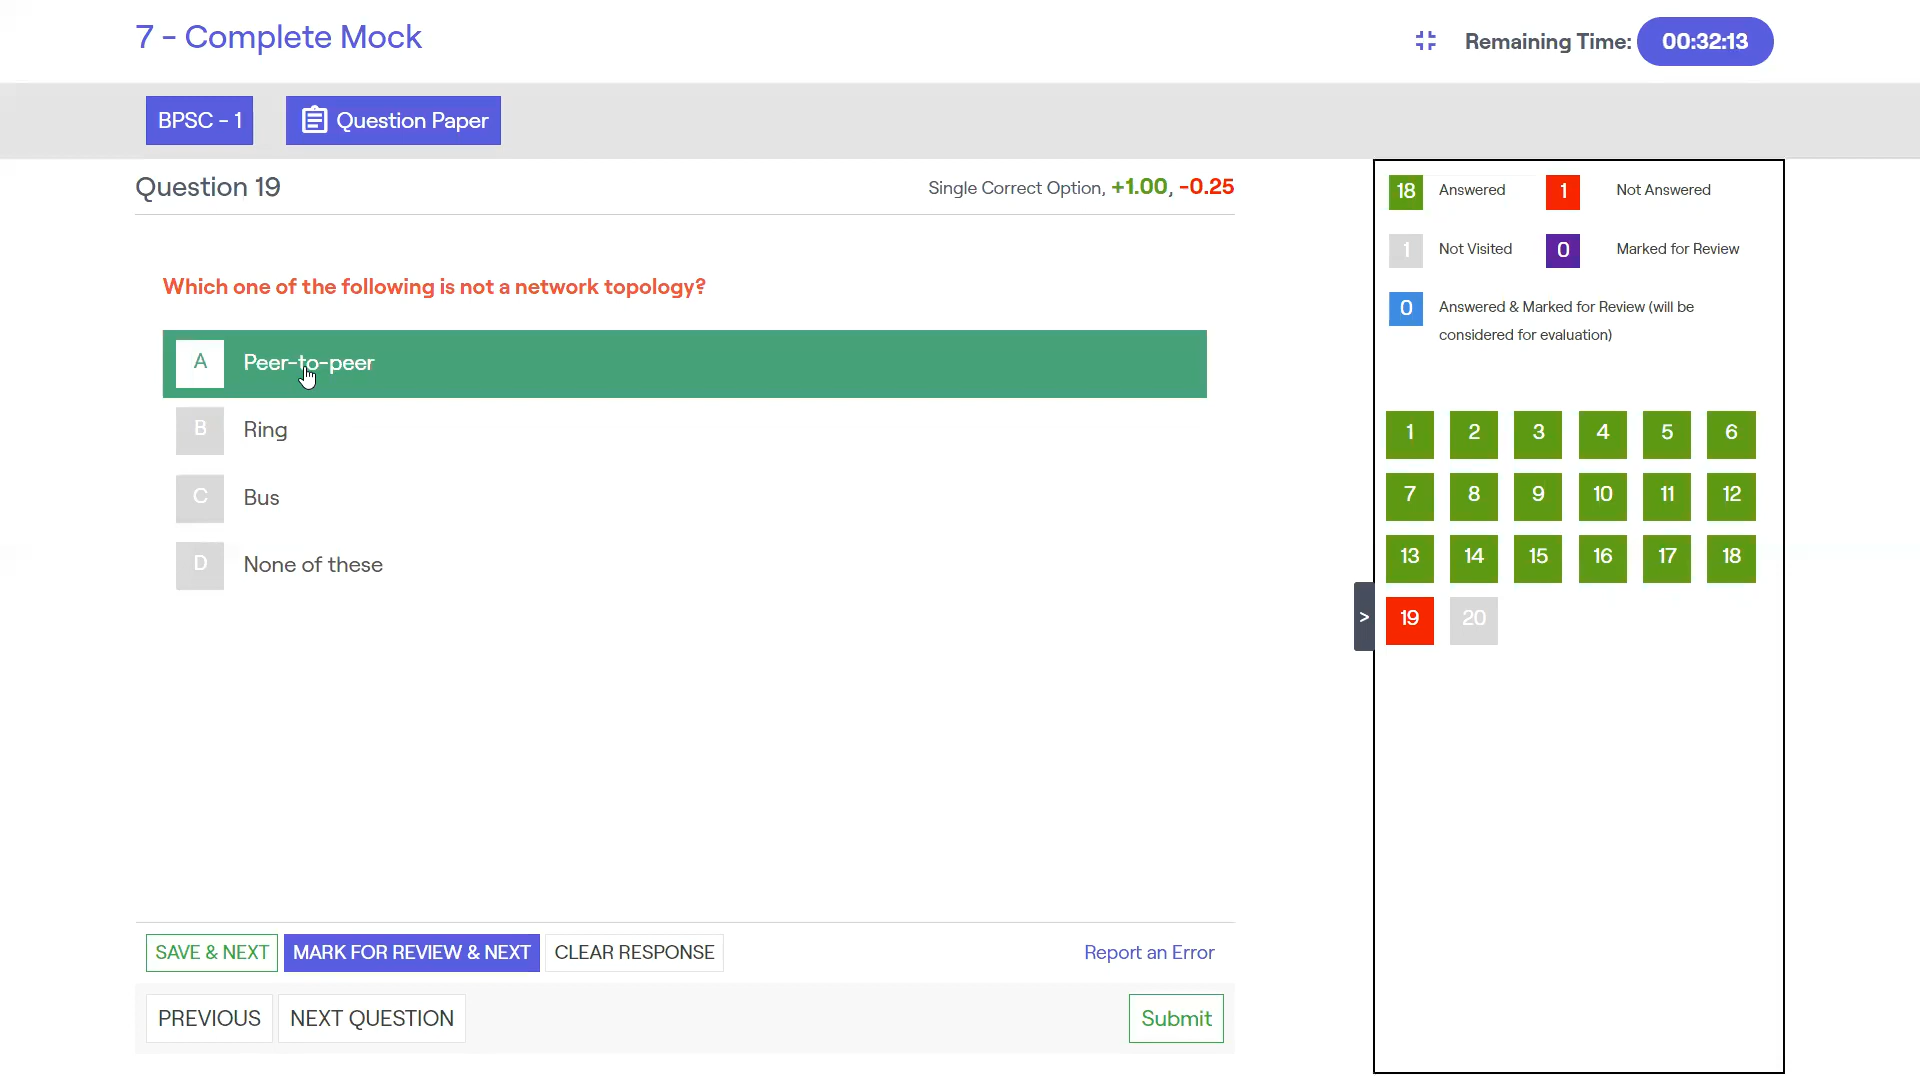 7 - Complete Mock
Remaining Time: 00:32:13
BPSC - 1
Question Paper
Question 19
Single Correct Option, +1.00, -0.25
Which one of the following is not a network topology?
A Peer-to-peer
B Ring
C Bus
D None of these
SAVE & NEXT
MARK FOR REVIEW & NEXT
CLEAR RESPONSE
Report an Error
PREVIOUS
NEXT QUESTION
Submit
18 Answered
1 Not Answered
1 Not Visited
0 Marked for Review
0 Answered & Marked for Review (will be
considered for evaluation)
>
1 2 3 4 5 6
7 8 9 10 11 12
13 14 15 16 17 18
19 20